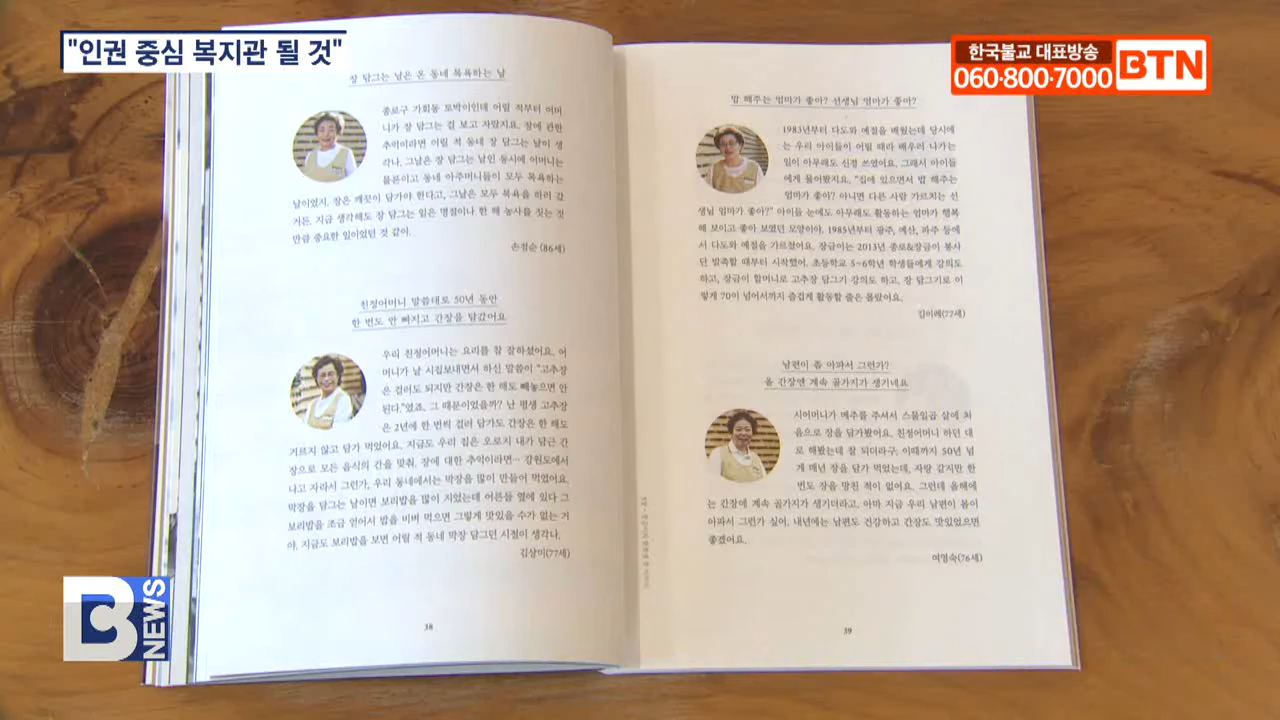 "인권 중심 복지관 될 것"
한국불교 대표방송
060·800·7000
BTN
장 담그는 날은 온 동네 목욕하는 날
종로구 가회동 토박이인데 어릴 적부터 어머
니가 장 담그는 걸 보고 자랐지요. 장에 관한
추억이라면 어릴 적 동네 장 담그는 날이 생
각나. 그날은 장 담그는 날인 동시에 어머니는
물론이고 동네 아주머니들이 모두 목욕하는
날이었지. 장은 깨끗이 담가야 한다고, 그날은 모두 목욕을 하러 갔
거든. 지금 생각해도 장 담그는 일은 명절이나 한 해 농사를 짓는 것
만큼 중요한 일이었던 것 같아.
손정순 (86세)
친정어머니 말씀대로 50년 동안
한 번도 안 빠지고 간장을 담갔어요
우리 친정어머니는 요리를 참 잘하셨어요. 어
머니가 날 시집보내면서 하신 말씀이 "고추장
은 걸러도 되지만 간장은 한 해도 빼놓으면 안
된다."였죠. 그 때문이었을까? 난 평생 고추장
은 2년에 한 번씩 걸러 담가도 간장은 한 해도
거르지 않고 담가 먹었어요. 지금도 우리 집은 오로지 내가 담근 간
장으로 모든 음식의 간을 맞춰. 장에 대한 추억이라면… 강원도에서
나고 자라서 그런가, 우리 동네에서는 막장을 많이 만들어 먹었어요.
막장을 담그는 날이면 보리밥을 많이 지었는데 어른들 옆에 있다 그
보리밥을 조금 얻어서 밥을 비벼 먹으면 그렇게 맛있을 수가 없는 거
야. 지금도 보리밥을 보면 어릴 적 동네 막장 담그던 시절이 생각나.
김상미(77세)
38
밥 해주는 엄마가 좋아? 선생님 엄마가 좋아?
1983년부터 다도와 예절을 배웠는데 당시에
는 우리 아이들이 어릴 때라 배우러 나가는
일이 아무래도 신경 쓰였어요. 그래서 아이들
에게 물어봤지요. "집에 있으면서 밥 해주는
엄마가 좋아? 아니면 다른 사람 가르치는 선
생님 엄마가 좋아?" 아이들 눈에도 아무래도 활동하는 엄마가 행복
해 보이고 좋아 보였던 모양이야. 1985년부터 광주, 예산, 파주 등에
서 다도와 예절을 가르쳤어요. 장금이는 2013년 종로&장금이 봉사
단 발족할 때부터 시작했어. 초등학교 5~6학년 학생들에게 강의도
하고, 장금이 할머니로 고추장 담그기 강의도 하고, 장 담그기로 이
렇게 70이 넘어서까지 즐겁게 활동할 줄은 몰랐어요.
김이례(77세)
남편이 좀 아파서 그런가?
올 간장엔 계속 골가지가 생기네요
시어머니가 메주를 주셔서 스물일곱 살에 처
음으로 장을 담가봤어요. 친정어머니 하던 대
로 해봤는데 잘 되더라구. 이때까지 50년 넘
게 매년 장을 담가 먹었는데, 자랑 같지만 한
번도 장을 망친 적이 없어요. 그런데 올해에
는 간장에 계속 골가지가 생기더라고. 아마 지금 우리 남편이 몸이
아파서 그런가 싶어. 내년에는 남편도 건강하고 간장도 맛있었으면
좋겠어요.
여영숙(76세)
39
B NEWS